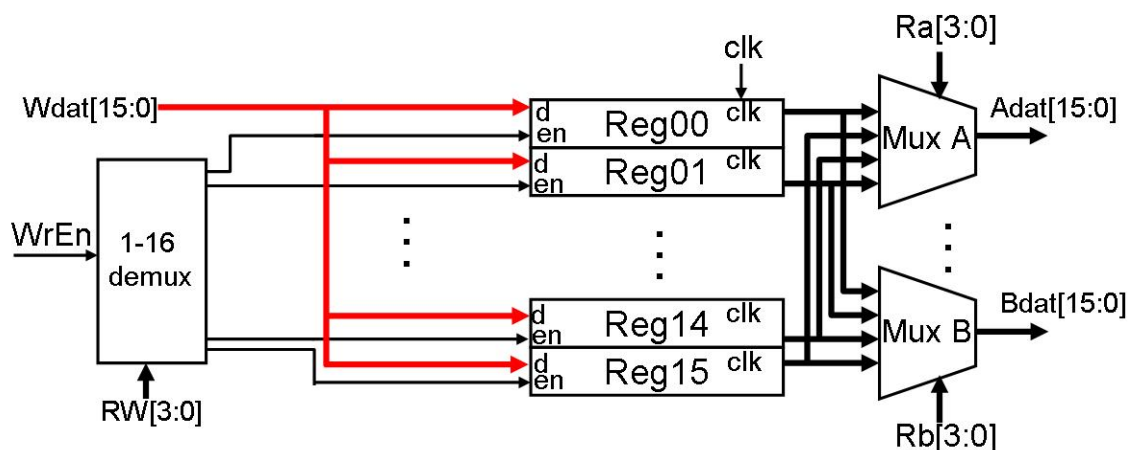 Ra[3:0]
clk
Wdat[15:0]
d
clk
en
Reg00
Mux A
Adat[15:0]
d
clk
en
Reg01
WrEn
1-16
demux
d
clk
en
Reg14
Mux B
Bdat[15:0]
d
clk
en
Reg15
RW[3:0]
Rb[3:0]